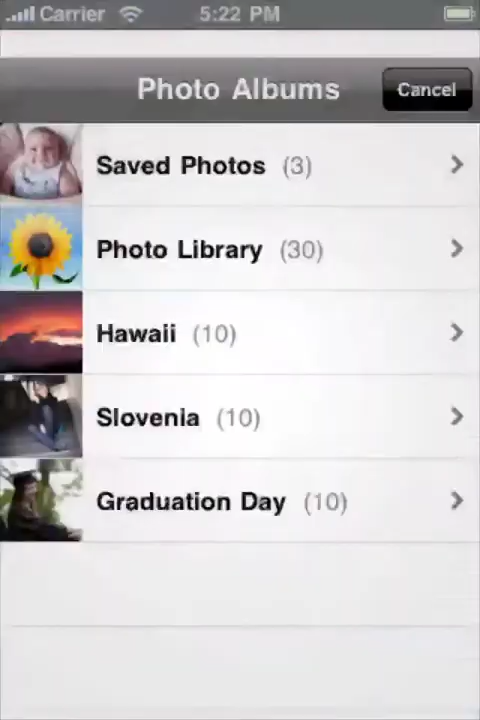 Carrier 5:22 PM
Photo Albums Cancel
Saved Photos (3)
Photo Library (30)
Hawaii (10)
Slovenia (10)
Graduation Day (10)